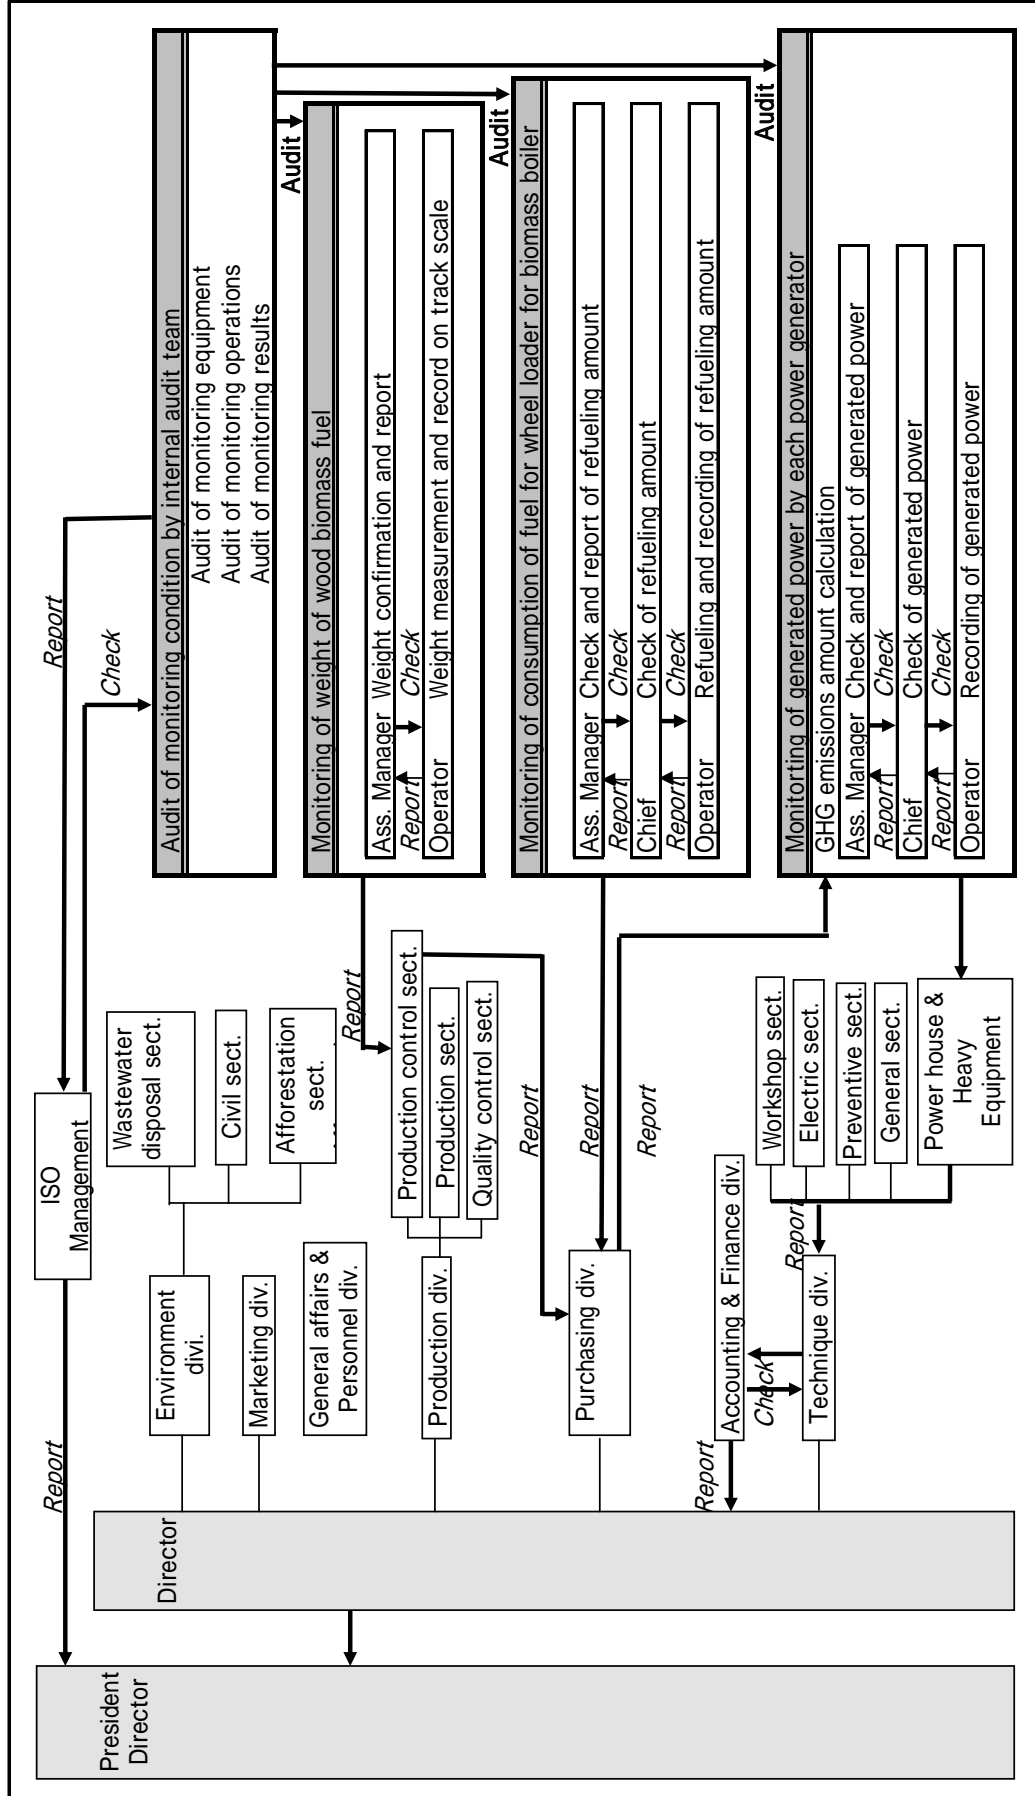 President
Director
Director
Report
ISO
Management
Report
Check
Environment
divi.
Marketing div.
General affairs &
Personnel div.
Production div.
Purchasing div.
Accounting & Finance div.
Report
Check
Technique div.
Report
Wastewater
disposal sect.
Civil sect.
Afforestation
sect.
Production control sect.
Production sect.
Quality control sect.
Report
Report
Report
Report
Workshop sect.
Electric sect.
Preventive sect.
General sect.
Power house &
Heavy
Equipment
Audit of monitoring condition by internal audit team
Audit of monitoring equipment
Audit of monitoring operations
Audit of monitoring results
Audit
Monitoring of weight of wood biomass fuel
Ass. Manager Weight confirmation and report
Report Check
Operator Weight measurement and record on track scale
Audit
Monitoring of consumption of fuel for wheel loader for biomass boiler
Ass. Manager Check and report of refueling amount
Report Check
Chief Check of refueling amount
Report Check
Operator Refueling and recording of refueling amount
Audit
Monitorting of generated power by each power generator
GHG emissions amount calculation
Ass. Manager Check and report of generated power
Report Check
Chief Check of generated power
Report Check
Operator Recording of generated power